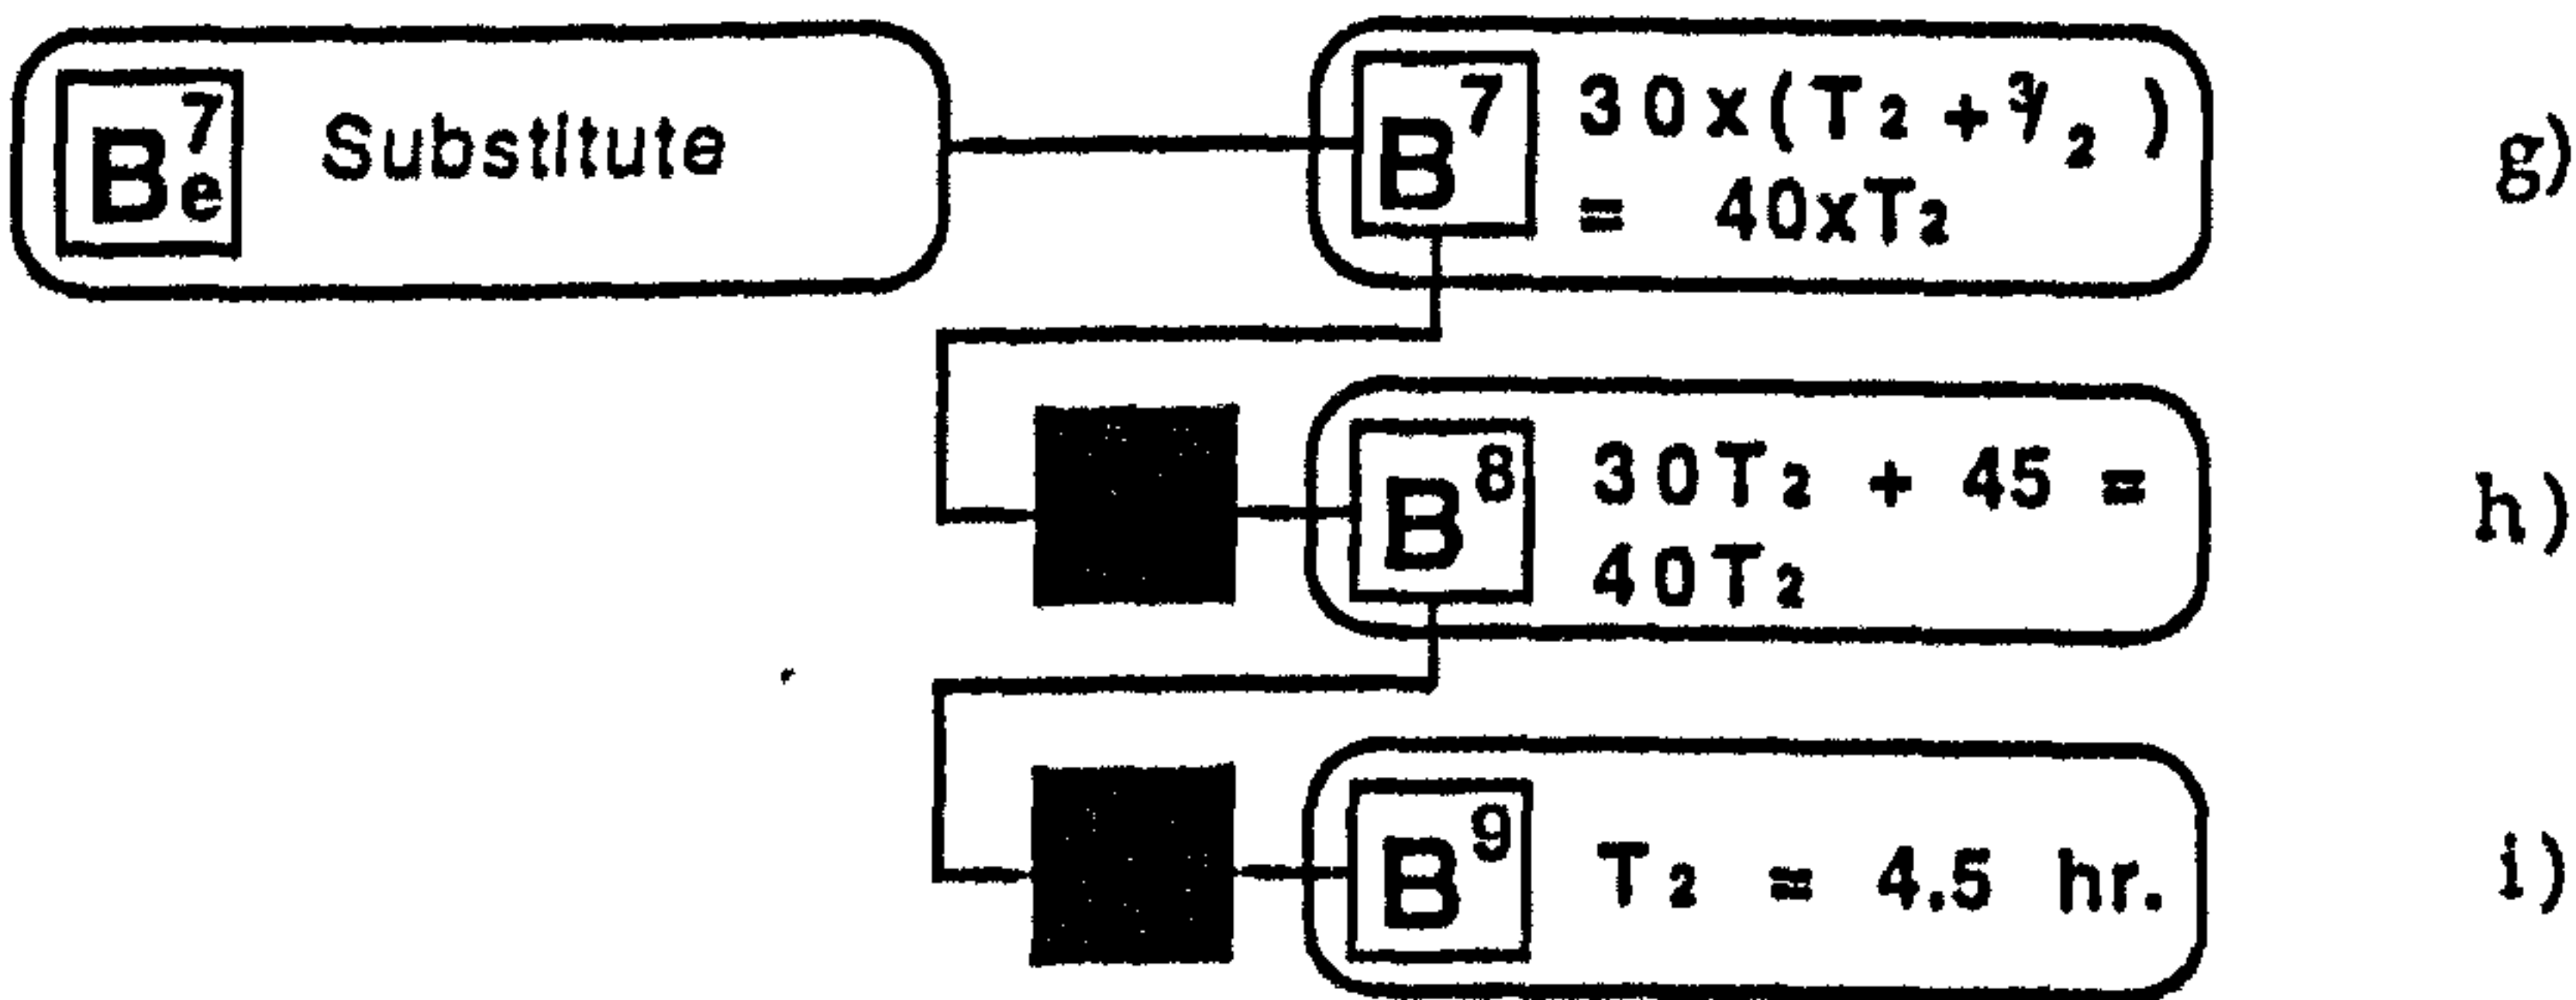 Be7 Substitute
B7 30x(T2 + 3/2 )
= 40xT2
g)
B8 30T2 + 45 =
40T2
h)
B9 T2 = 4.5 hr.
i)